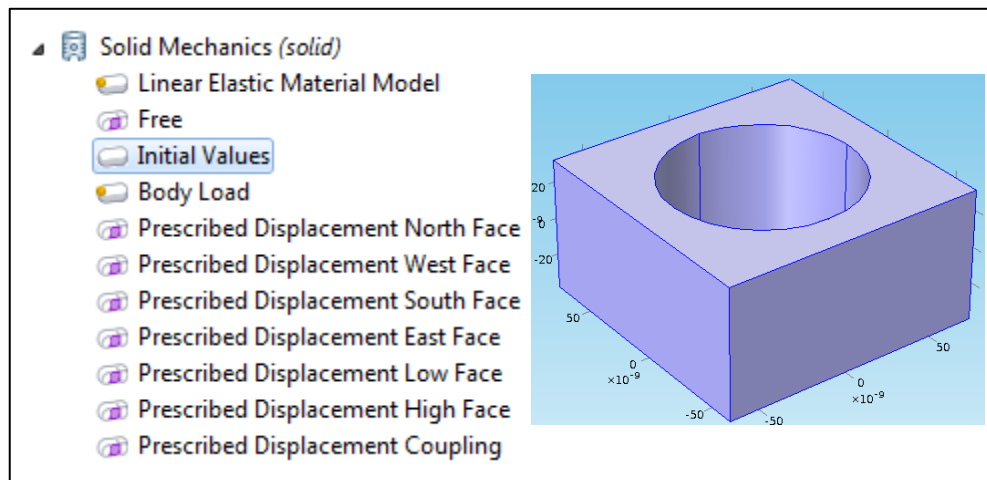 Solid Mechanics (solid)
Linear Elastic Material Model
Free
Initial Values
Body Load
Prescribed Displacement North Face
Prescribed Displacement West Face
Prescribed Displacement South Face
Prescribed Displacement East Face
Prescribed Displacement Low Face
Prescribed Displacement High Face
Prescribed Displacement Coupling
20
0
-20
50
0
×10⁻⁹
-50
-50
0
×10⁻⁹
50